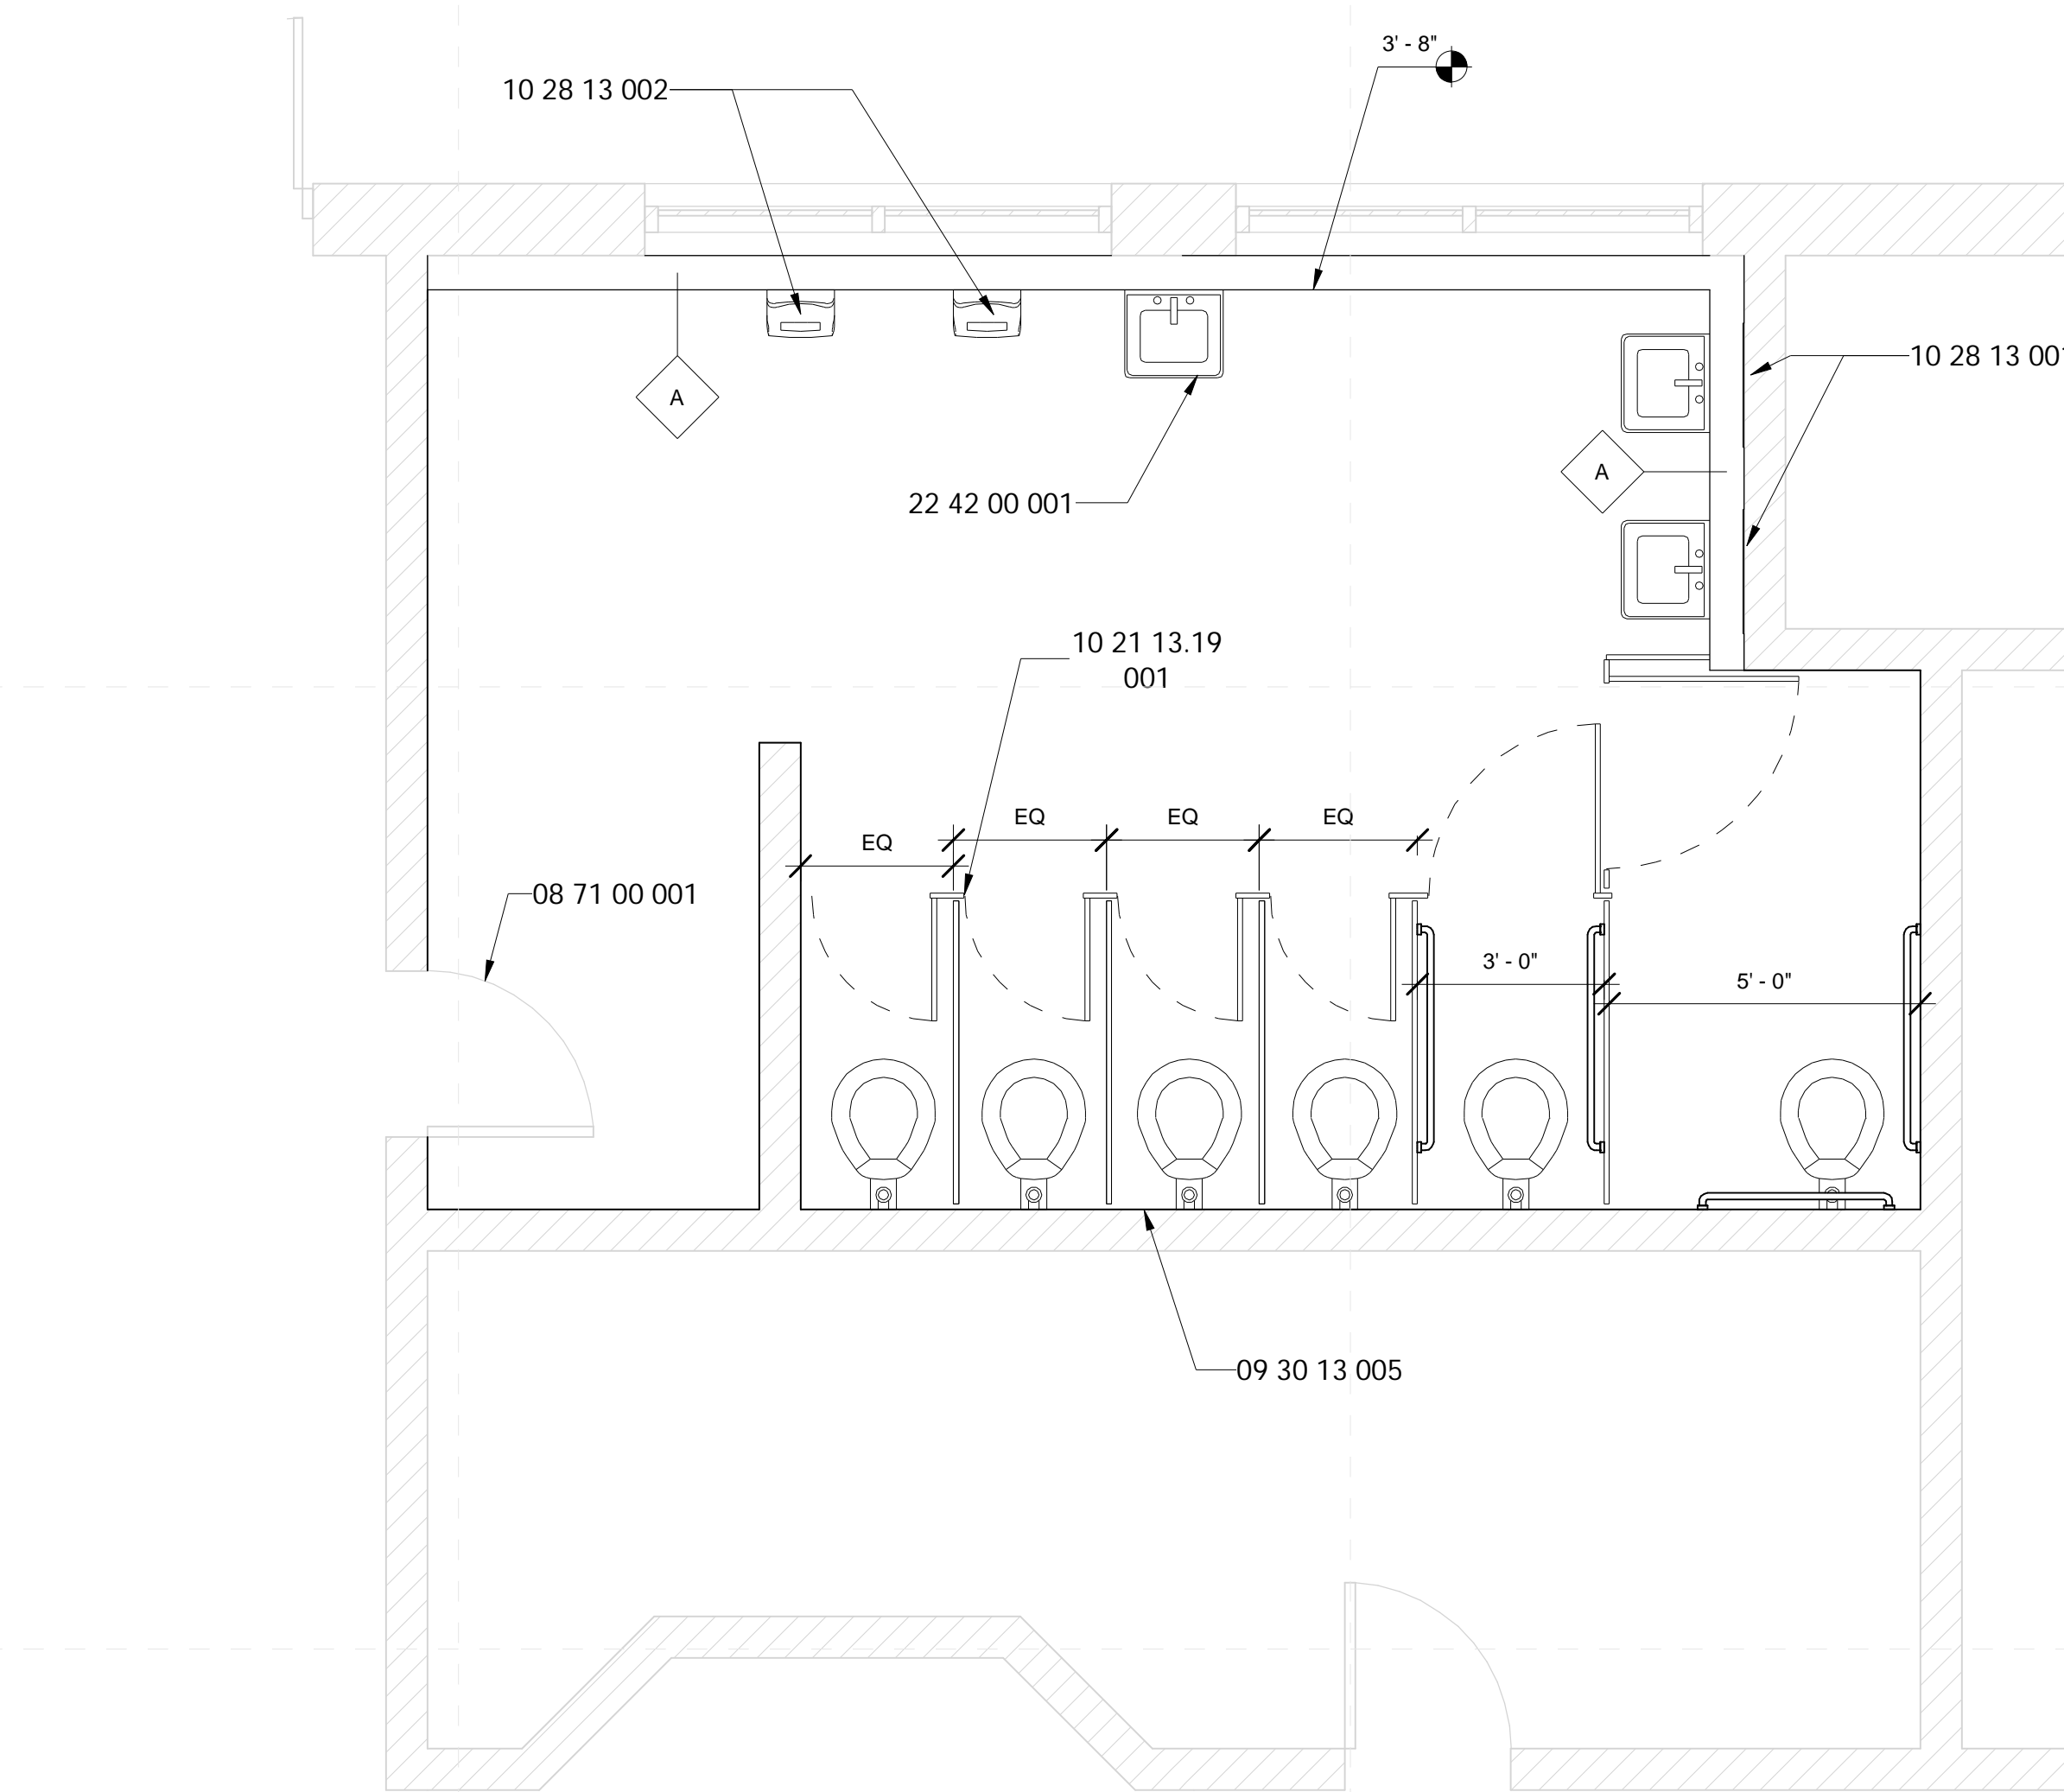 3' - 8"
10 28 13 002
10 28 13 001
A
A
22 42 00 001
10 21 13.19
001
EQ
EQ
EQ
EQ
08 71 00 001
3' - 0"
5' - 0"
09 30 13 005